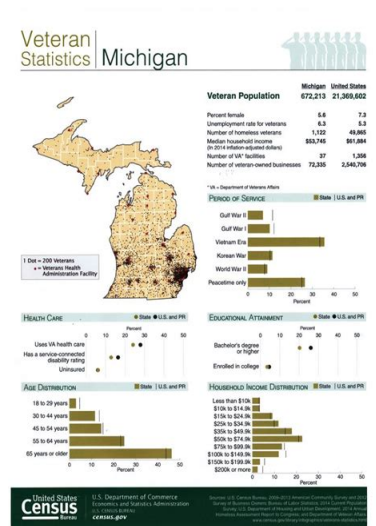 Veteran
Statistics Michigan
Michigan United States
Veteran Population 672,213 21,369,602
Percent female 5.6 7.3
Unemployment rate for veterans 6.3 5.3
Number of homeless veterans 1,122 49,865
Median household income $53,745 $61,884
(in 2014 inflation-adjusted dollars)
Number of VA* facilities 37 1,356
Number of veteran-owned businesses 72,335 2,540,706
* VA = Department of Veterans Affairs
PERIOD OF SERVICE State | U.S. and PR
Gulf War II
Gulf War I
Vietnam Era
Korean War
World War II
Peacetime only
0 10 20 30 40 50
Percent
1 Dot = 200 Veterans
= Veterans Health
Administration Facility
HEALTH CARE State U.S. and PR
Percent
0 10 20 30 40 50
Uses VA health care
Has a service-connected
disability rating
Uninsured
EDUCATIONAL ATTAINMENT State U.S. and PR
Percent
0 10 20 30 40 50
Bachelor's degree
or higher
Enrolled in college
AGE DISTRIBUTION State | U.S. and PR
18 to 29 years
30 to 44 years
45 to 54 years
55 to 64 years
65 years or older
0 10 20 30 40 50
Percent
HOUSEHOLD INCOME DISTRIBUTION State | U.S. and PR
Less than $10k
$10k to $14.9k
$15k to $24.9k
$25k to $34.9k
$35k to $49.9k
$50k to $74.9k
$75k to $99.9k
$100k to $149.9k
$150k to $199.9k
$200k or more
0 10 20 30 40 50
Percent
United States
Census
Bureau
U.S. Department of Commerce
Economics and Statistics Administration
U.S. CENSUS BUREAU
census.gov